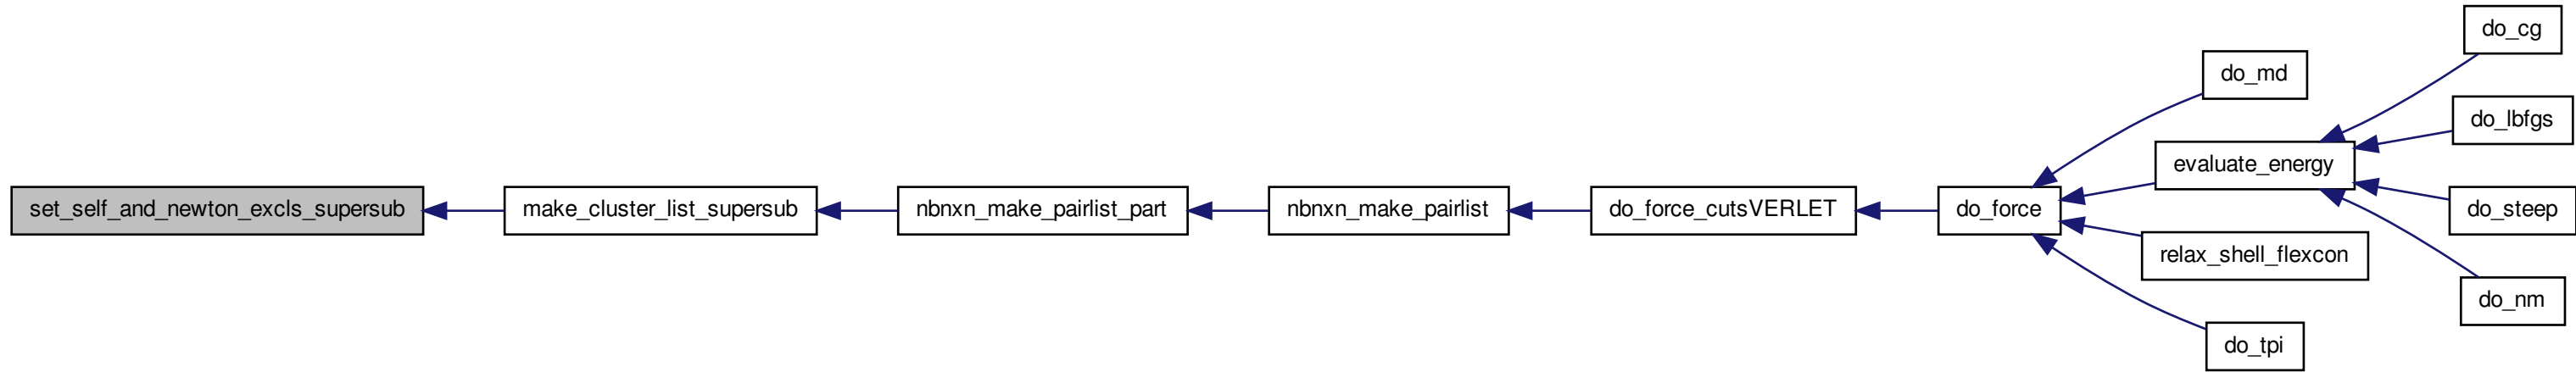 set_self_and_newton_excls_supersub
make_cluster_list_supersub
nbnxn_make_pairlist_part
nbnxn_make_pairlist
do_force_cutsVERLET
do_force
do_md
evaluate_energy
relax_shell_flexcon
do_tpi
do_cg
do_lbfgs
do_steep
do_nm